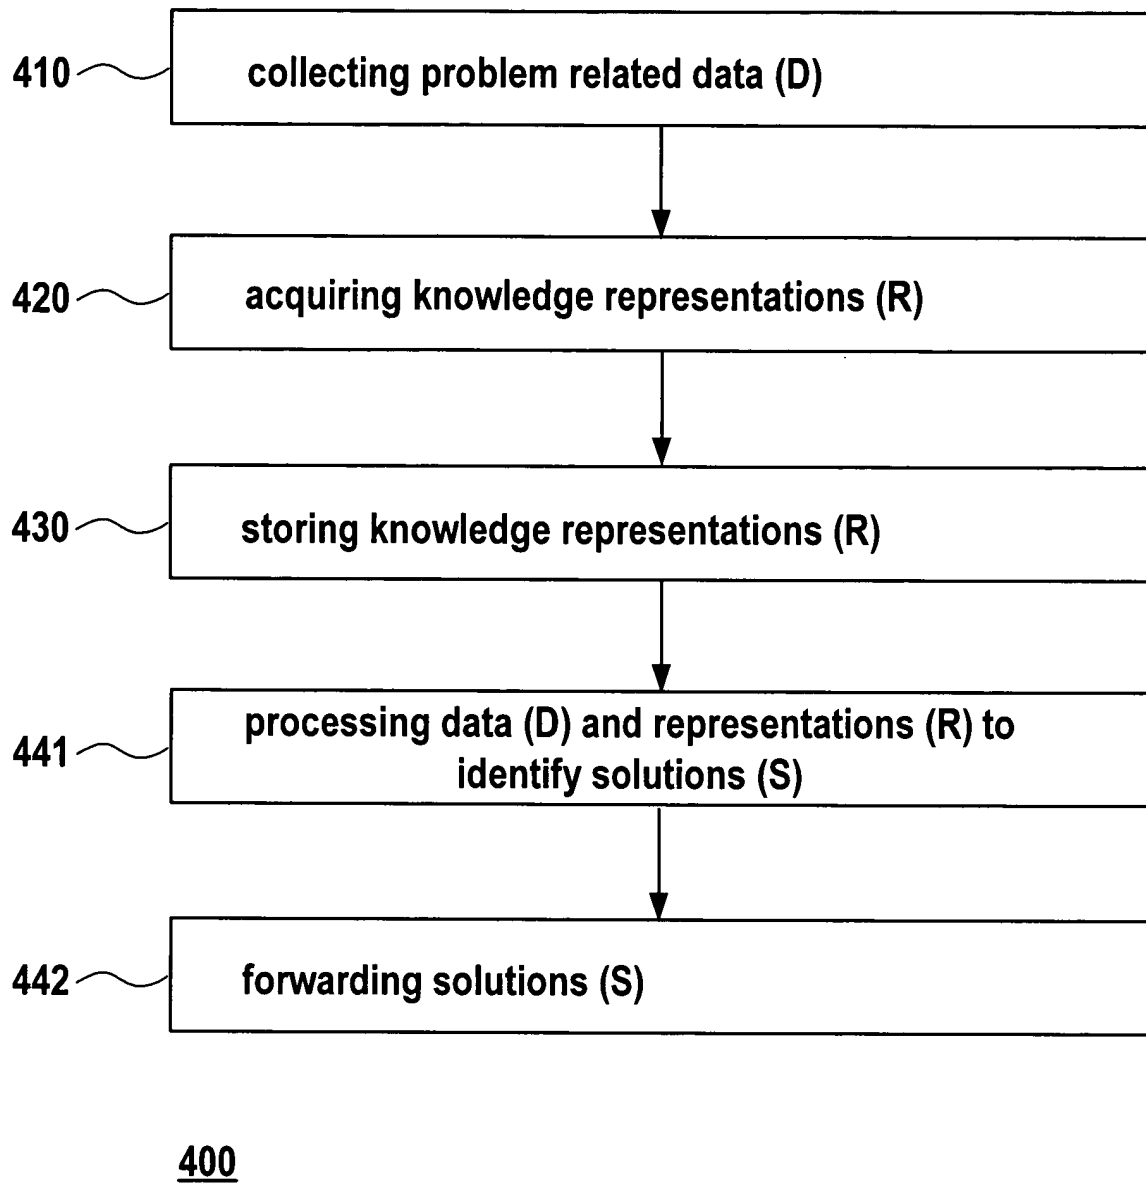 410
collecting problem related data (D)
420
acquiring knowledge representations (R)
430
storing knowledge representations (R)
441
processing data (D) and representations (R) to
identify solutions (S)
442
forwarding solutions (S)
400